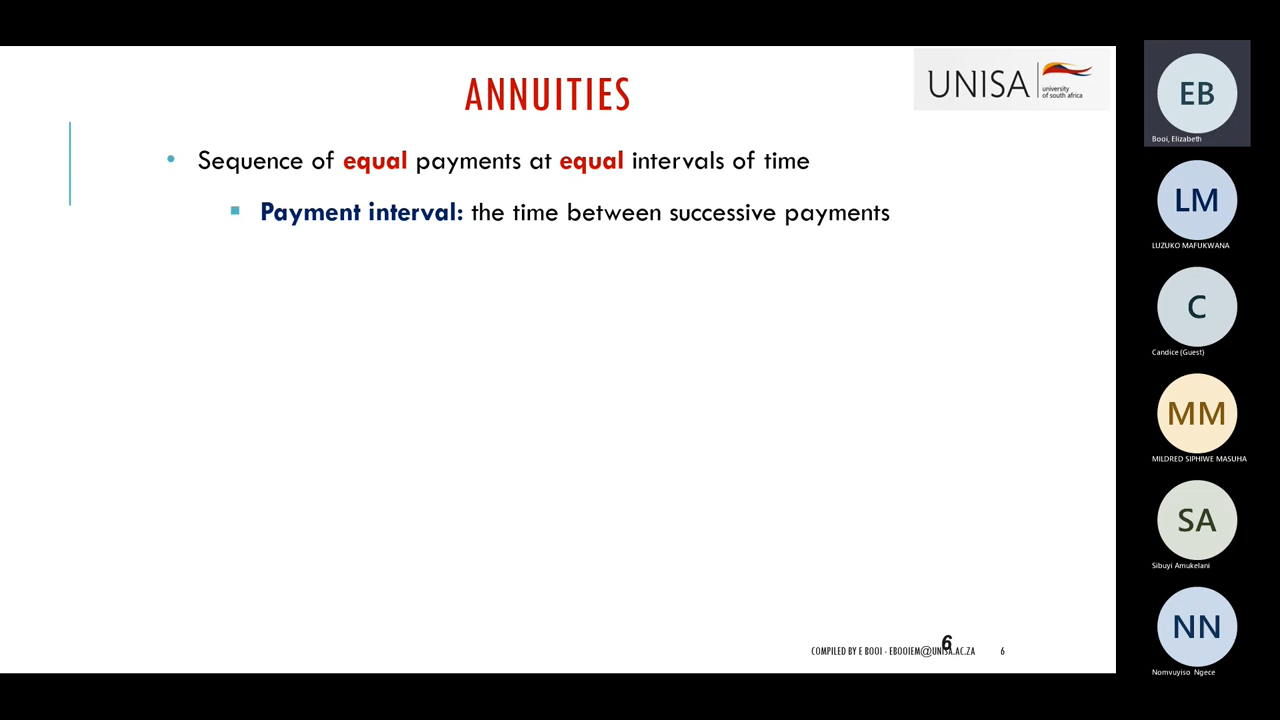 ANNUITIES
UNISA
university
of south africa
• Sequence of equal payments at equal intervals of time
▪ Payment interval: the time between successive payments
COMPILED BY E BOOI - EBOOIEM@UNISA.AC.ZA
6
6
EB
Booi, Elizabeth
LM
LUZUKO MAFUKWANA
C
Candice (Guest)
MM
MILDRED SIPHIWE MASUHA
SA
Sibuyi Amukelani
NN
Nomvuyiso Ngece